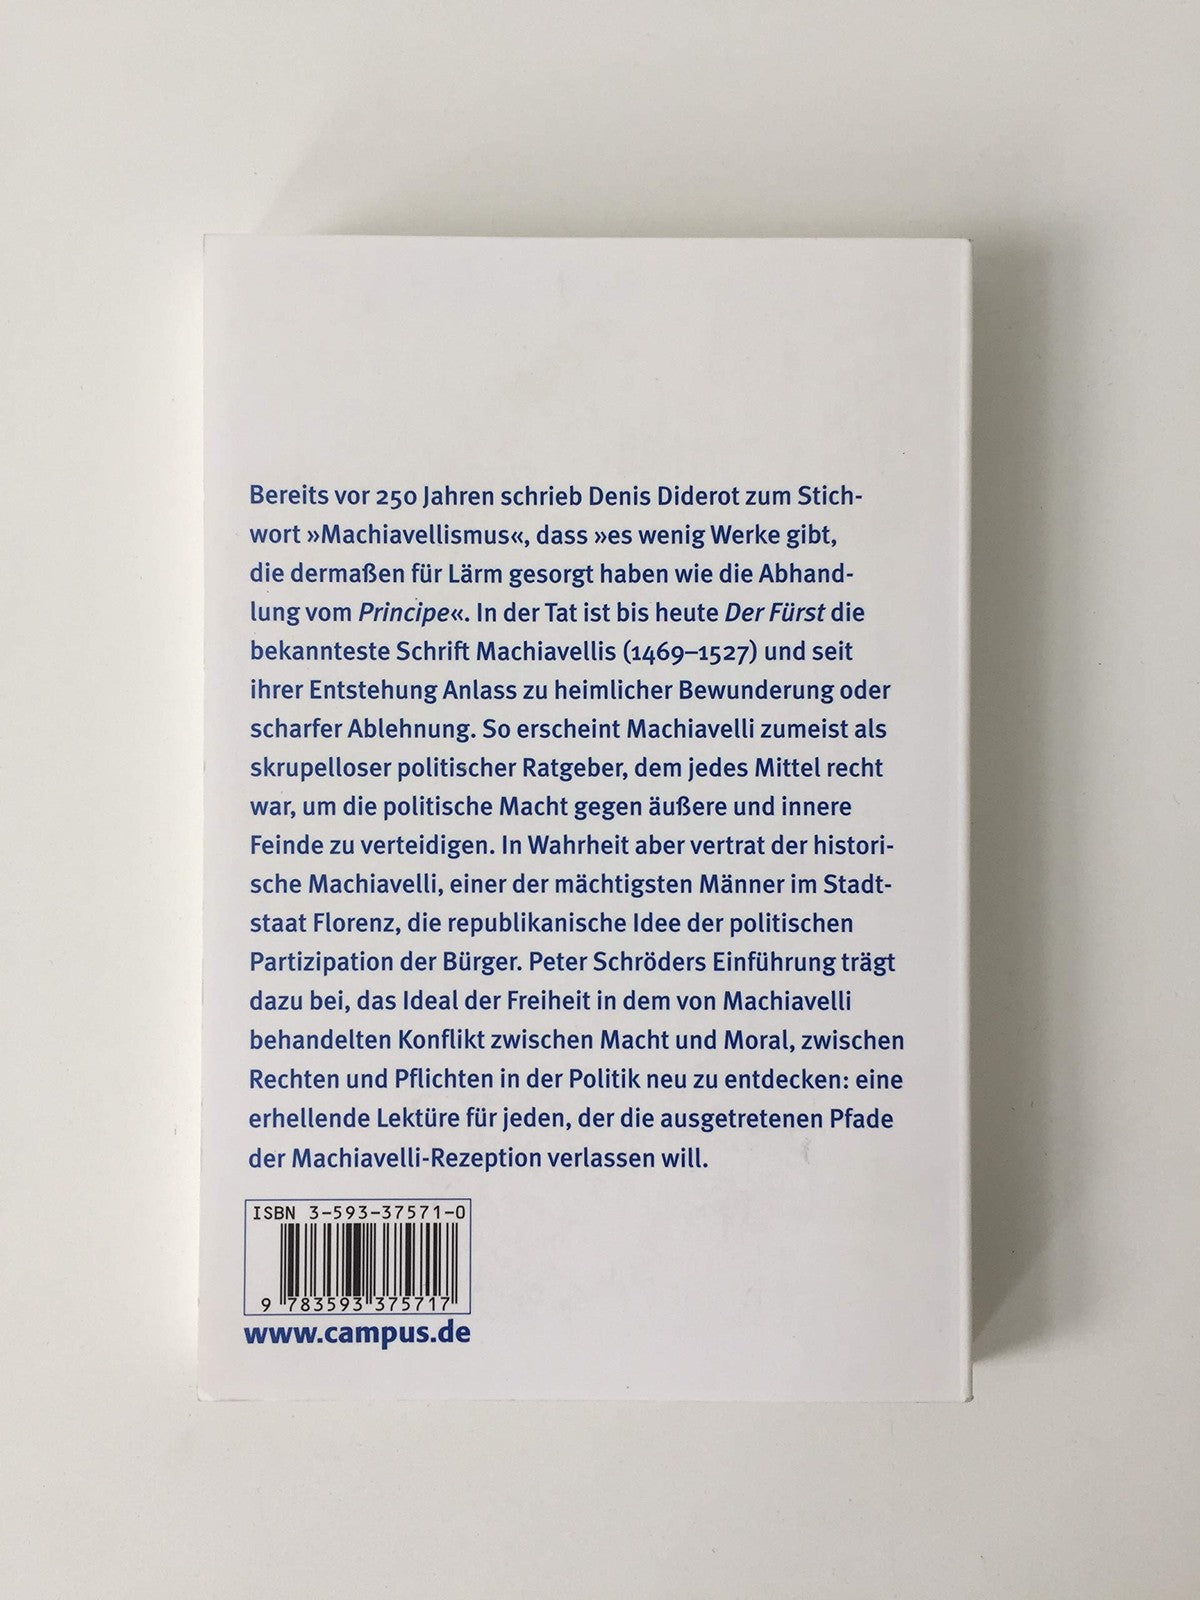 Bereits vor 250 Jahren schrieb Denis Diderot zum Stich-
wort »Machiavellismus«, dass »es wenig Werke gibt,
die dermaßen für Lärm gesorgt haben wie die Abhand-
lung vom Principe«. In der Tat ist bis heute Der Fürst die
bekannteste Schrift Machiavellis (1469–1527) und seit
ihrer Entstehung Anlass zu heimlicher Bewunderung oder
scharfer Ablehnung. So erscheint Machiavelli zumeist als
skrupelloser politischer Ratgeber, dem jedes Mittel recht
war, um die politische Macht gegen äußere und innere
Feinde zu verteidigen. In Wahrheit aber vertrat der histori-
sche Machiavelli, einer der mächtigsten Männer im Stadt-
staat Florenz, die republikanische Idee der politischen
Partizipation der Bürger. Peter Schröders Einführung trägt
dazu bei, das Ideal der Freiheit in dem von Machiavelli
behandelten Konflikt zwischen Macht und Moral, zwischen
Rechten und Pflichten in der Politik neu zu entdecken: eine
erhellende Lektüre für jeden, der die ausgetretenen Pfade
der Machiavelli-Rezeption verlassen will.
ISBN 3-593-37571-0
9 783593 375717
www.campus.de